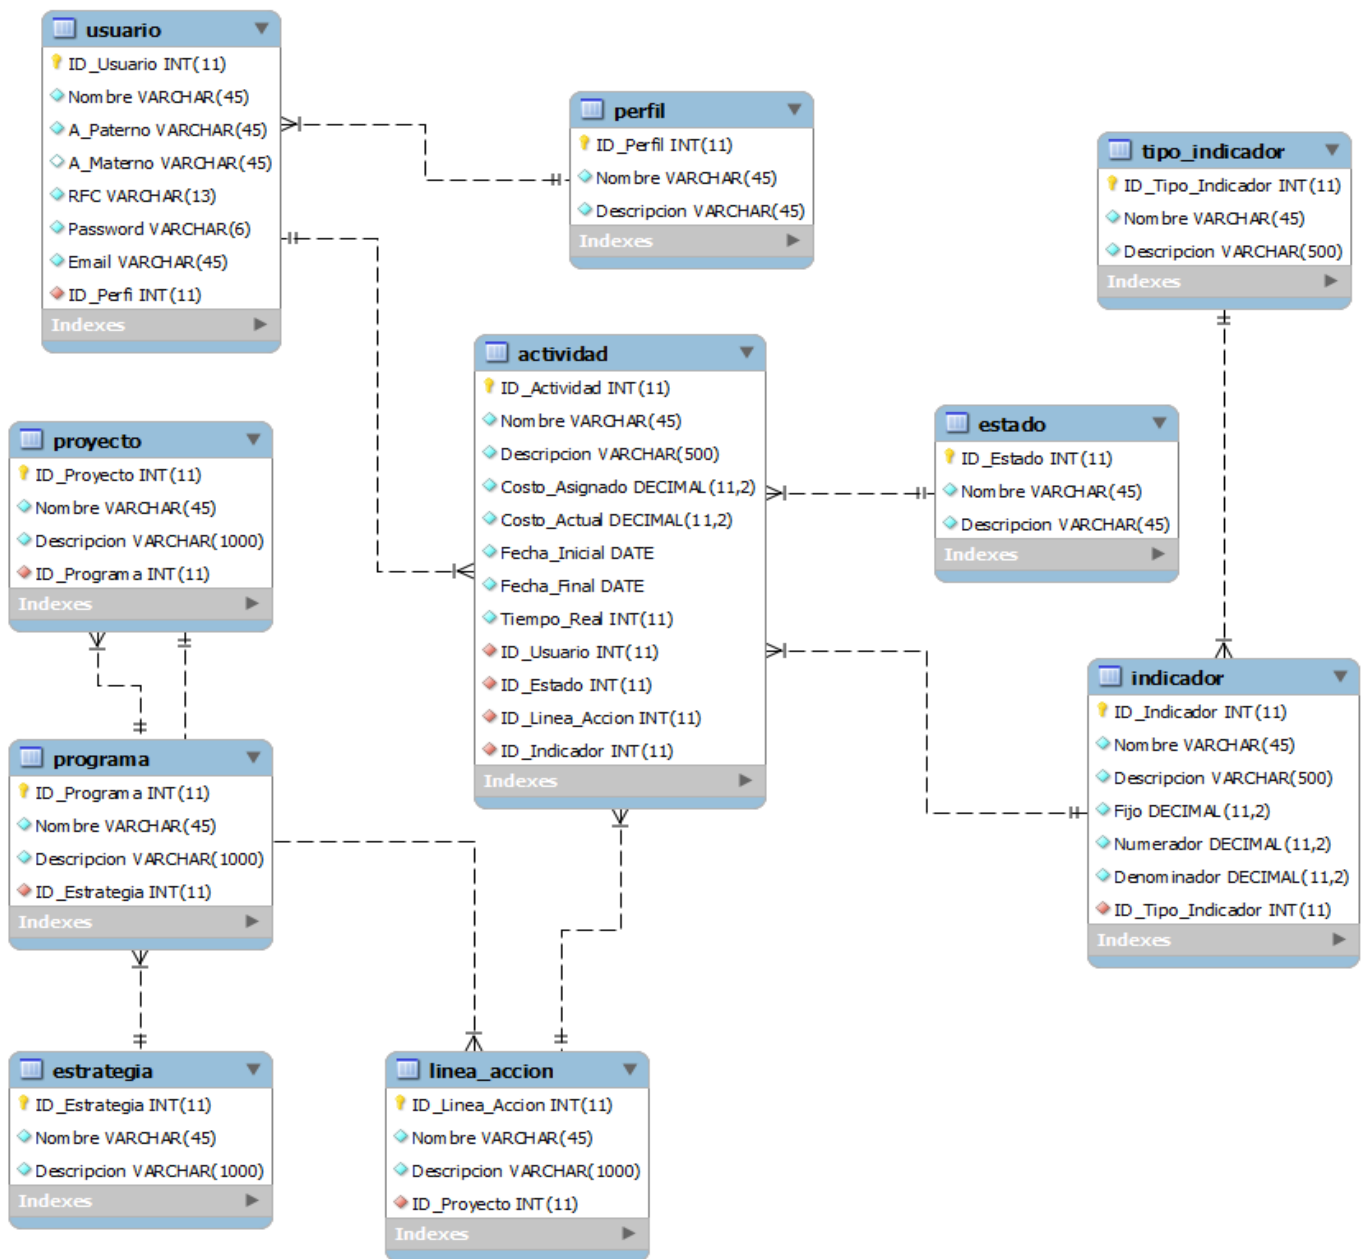 usuario
ID_Usuario INT(11)
Nombre VARCHAR(45)
A_Paterno VARCHAR(45)
A_Materno VARCHAR(45)
RFC VARCHAR(13)
Password VARCHAR(6)
Email VARCHAR(45)
ID_Perfi INT(11)
Indexes
perfil
ID_Perfil INT(11)
Nombre VARCHAR(45)
Descripcion VARCHAR(45)
Indexes
tipo_indicador
ID_Tipo_Indicador INT(11)
Nombre VARCHAR(45)
Descripcion VARCHAR(500)
Indexes
actividad
ID_Actividad INT(11)
Nombre VARCHAR(45)
Descripcion VARCHAR(500)
Costo_Asignado DECIMAL(11,2)
Costo_Actual DECIMAL(11,2)
Fecha_Inicial DATE
Fecha_Final DATE
Tiempo_Real INT(11)
ID_Usuario INT(11)
ID_Estado INT(11)
ID_Linea_Accion INT(11)
ID_Indicador INT(11)
Indexes
estado
ID_Estado INT(11)
Nombre VARCHAR(45)
Descripcion VARCHAR(45)
Indexes
proyecto
ID_Proyecto INT(11)
Nombre VARCHAR(45)
Descripcion VARCHAR(1000)
ID_Programa INT(11)
Indexes
indicador
ID_Indicador INT(11)
Nombre VARCHAR(45)
Descripcion VARCHAR(500)
Fijo DECIMAL(11,2)
Numerador DECIMAL(11,2)
Denominador DECIMAL(11,2)
ID_Tipo_Indicador INT(11)
Indexes
programa
ID_Programa INT(11)
Nombre VARCHAR(45)
Descripcion VARCHAR(1000)
ID_Estrategia INT(11)
Indexes
estrategia
ID_Estrategia INT(11)
Nombre VARCHAR(45)
Descripcion VARCHAR(1000)
Indexes
linea_accion
ID_Linea_Accion INT(11)
Nombre VARCHAR(45)
Descripcion VARCHAR(1000)
ID_Proyecto INT(11)
Indexes